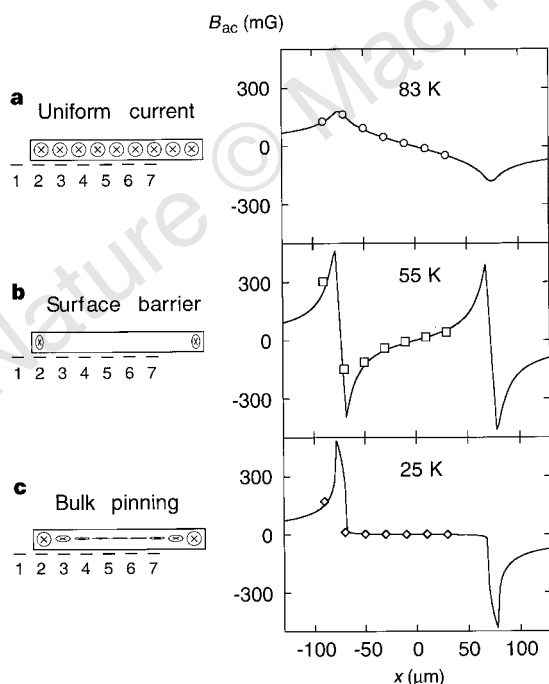 B_ac (mG)
a
Uniform current
1 2 3 4 5 6 7
83 K
300
0
-300
b
Surface barrier
1 2 3 4 5 6 7
55 K
300
0
-300
c
Bulk pinning
1 2 3 4 5 6 7
25 K
300
0
-300
-100 -50 0 50 100
x (μm)
Nature © Mach